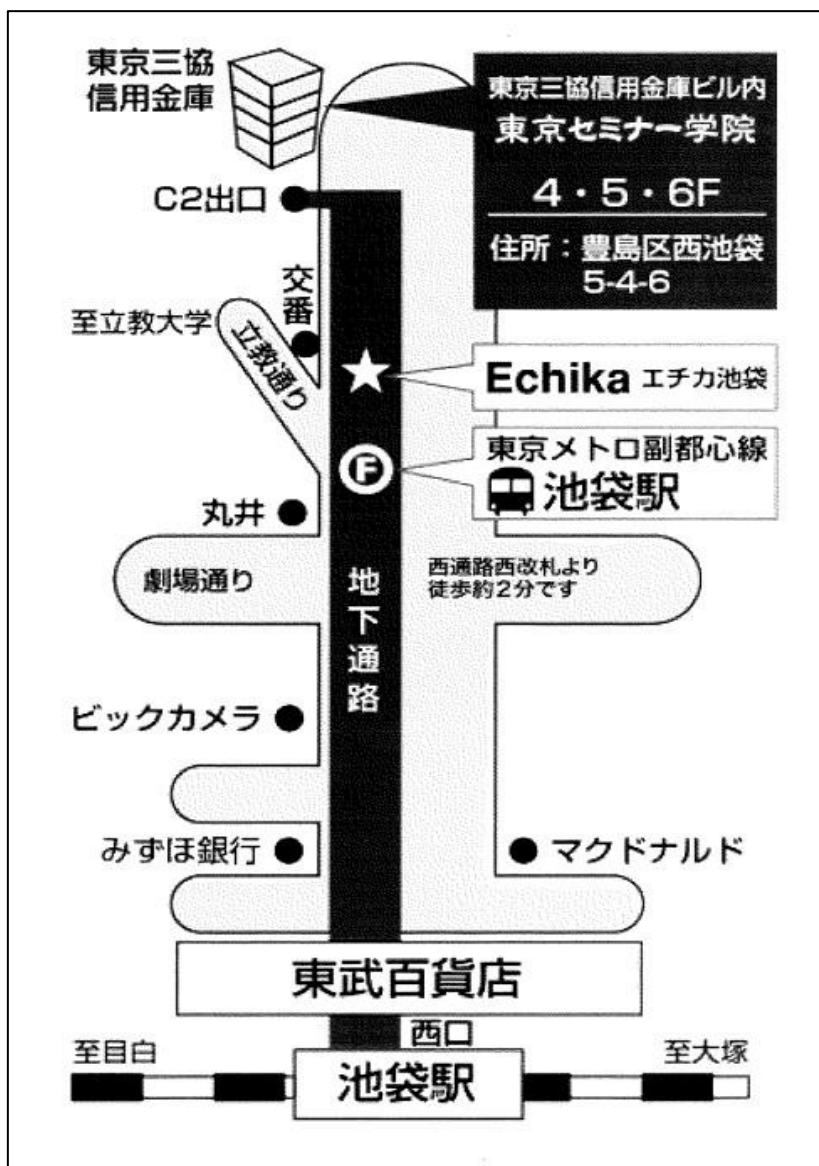 東京三協
信用金庫
東京三協信用金庫ビル内
東京セミナー学院
4・5・6F
住所：豊島区西池袋
5-4-6
C2出口
交番
至立教大学
立教通り
Echika エチカ池袋
F
東京メトロ副都心線
池袋駅
丸井
劇場通り
地下通路
西通路西改札より
徒歩約2分です
ビックカメラ
みずほ銀行
マクドナルド
東武百貨店
西口
至目白
至大塚
池袋駅